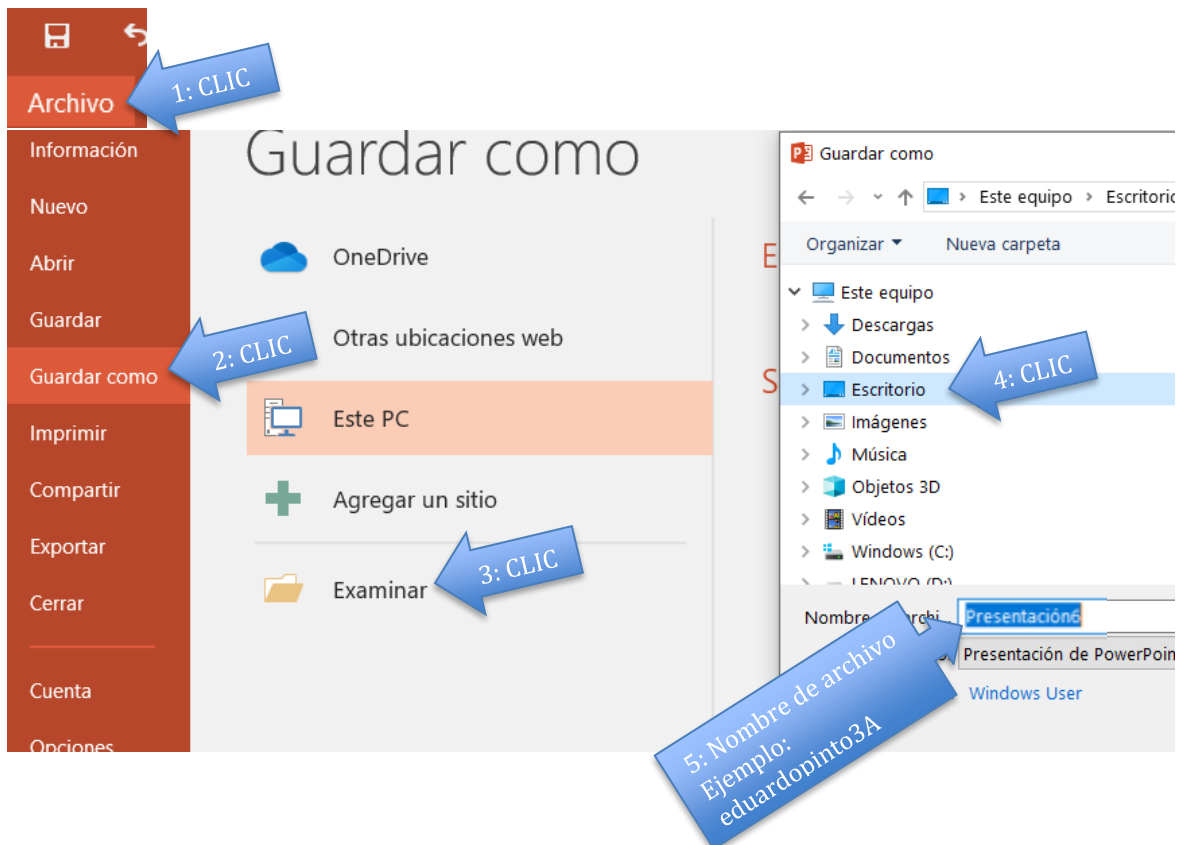 Archivo
1: CLIC
Información
Nuevo
Abrir
Guardar
Guardar como
Imprimir
Compartir
Exportar
Cerrar
Cuenta
Opciones
2: CLIC
Guardar como
OneDrive
Otras ubicaciones web
Este PC
Agregar un sitio
Examinar
3: CLIC
E
S
Guardar como
Este equipo > Escritorio
Organizar Nueva carpeta
Este equipo
Descargas
Documentos
Escritorio
4: CLIC
Imágenes
Música
Objetos 3D
Vídeos
Windows (C:)
LENOVO (D:)
Nombre
Presentación6
Presentación de PowerPoin
Windows User
5: Nombre de archivo
Ejemplo:
eduardopinto3A